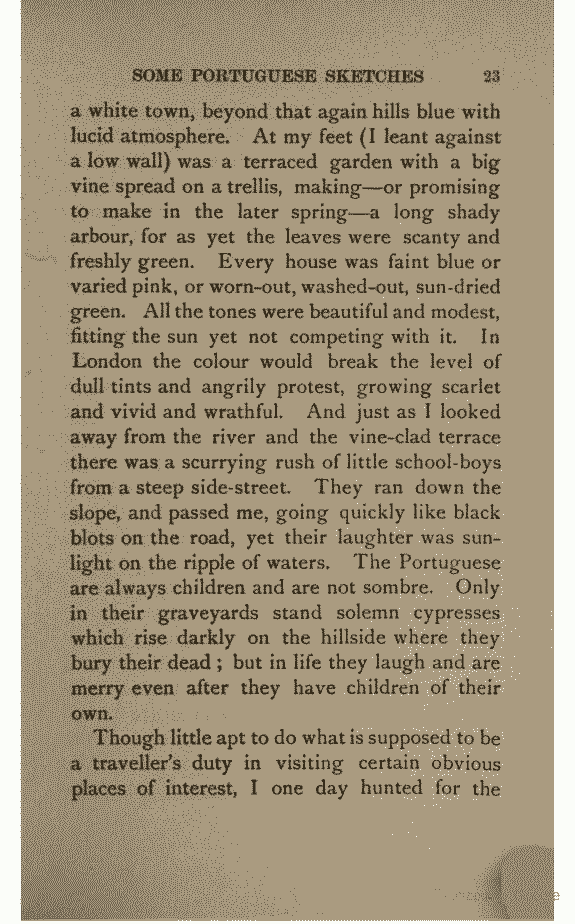 SOME PORTUGUESE SKETCHES 23
a white town, beyond that again hills blue with
lucid atmosphere. At my feet (I leant against
a low wall) was a terraced garden with a big
vine spread on a trellis, making—or promising
to make in the later spring—a long shady
arbour, for as yet the leaves were scanty and
freshly green. Every house was faint blue or
varied pink, or worn-out, washed-out, sun-dried
green. All the tones were beautiful and modest,
fitting the sun yet not competing with it. In
London the colour would break the level of
dull tints and angrily protest, growing scarlet
and vivid and wrathful. And just as I looked
away from the river and the vine-clad terrace
there was a scurrying rush of little school-boys
from a steep side-street. They ran down the
slope, and passed me, going quickly like black
blots on the road, yet their laughter was sun-
light on the ripple of waters. The Portuguese
are always children and are not sombre. Only
in their graveyards stand solemn cypresses
which rise darkly on the hillside where they
bury their dead ; but in life they laugh and are
merry even after they have children of their
own.
Though little apt to do what is supposed to be
a traveller's duty in visiting certain obvious
places of interest, I one day hunted for the